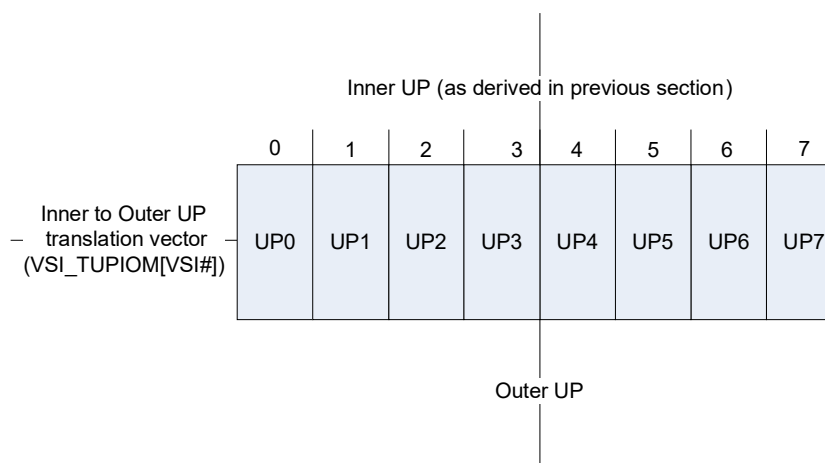 Inner UP (as derived in previous section)
0 1 2 3 4 5 6 7
Inner to Outer UP
translation vector
(VSI_TUPIOM[VSI#])
UP0 UP1 UP2 UP3 UP4 UP5 UP6 UP7
Outer UP